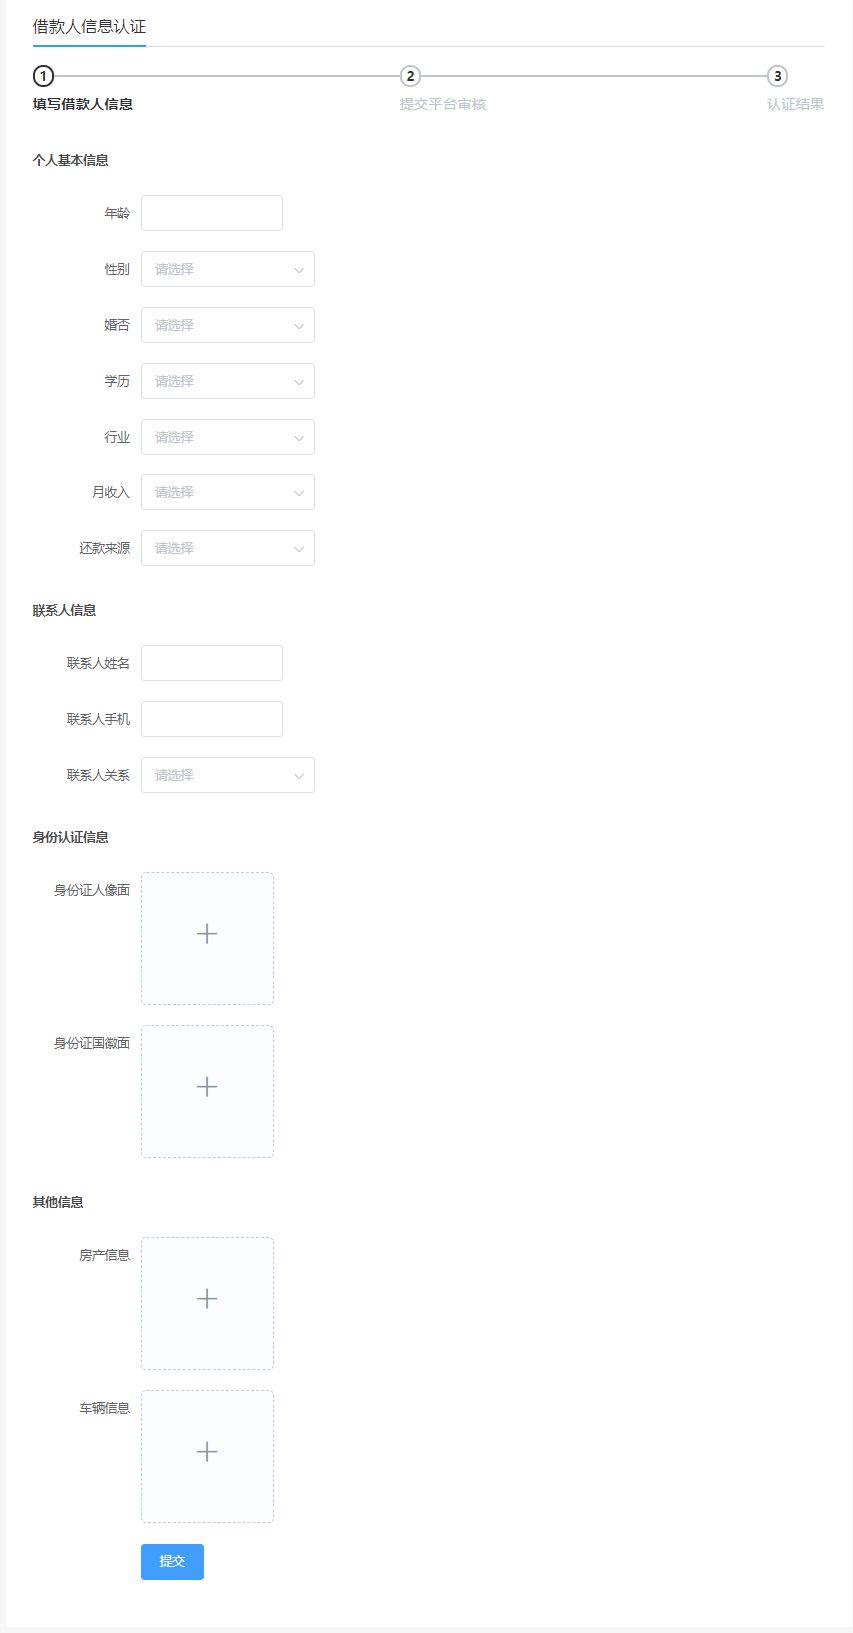 借款人信息认证
1 2 3
填写借款人信息 提交平台审核 认证结果
个人基本信息
年龄
性别 请选择
婚否 请选择
学历 请选择
行业 请选择
月收入 请选择
还款来源 请选择
联系人信息
联系人姓名
联系人手机
联系人关系 请选择
身份认证信息
身份证人像面
身份证国徽面
其他信息
房产信息
车辆信息
提交